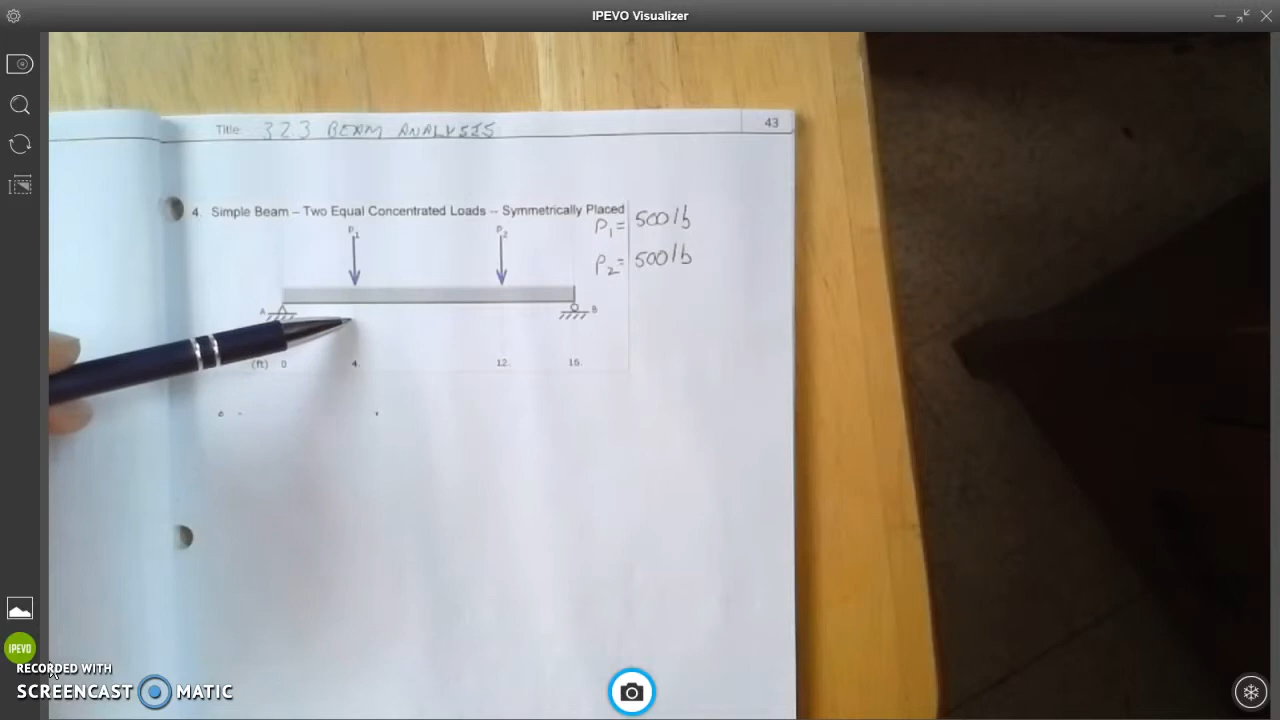 IPEVO Visualizer
Title: 323 BEAM ANALYSIS
43
4. Simple Beam – Two Equal Concentrated Loads – Symmetrically Placed
P1 = 500 lb
P2 = 500 lb
P1
P2
A
B
(ft) 0 4. 12. 16.
IPEVO
RECORDED WITH
SCREENCAST MATIC